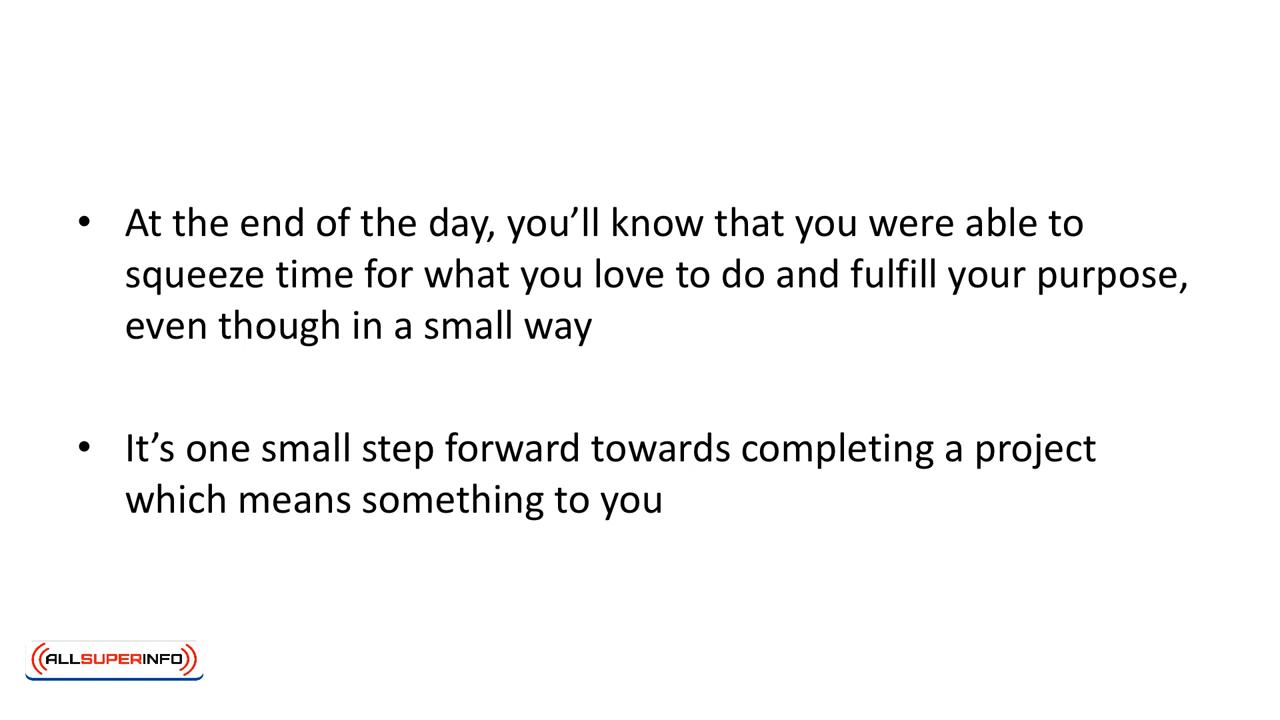 • At the end of the day, you’ll know that you were able to
squeeze time for what you love to do and fulfill your purpose,
even though in a small way
• It’s one small step forward towards completing a project
which means something to you
ALLSUPERINFO